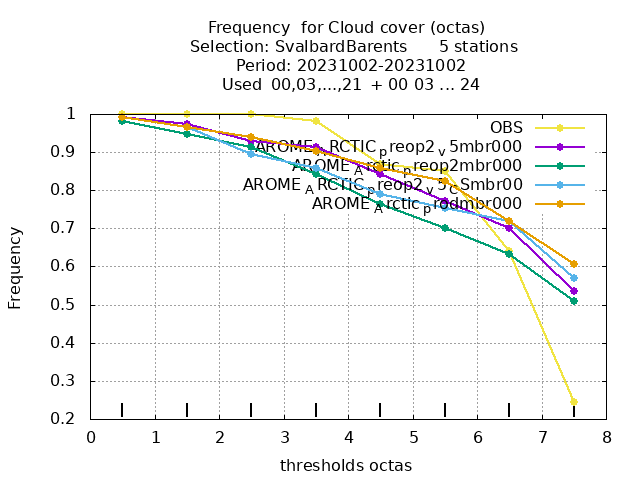 Frequency for Cloud cover (octas)
Selection: SvalbardBarents 5 stations
Period: 20231002-20231002
Used 00,03,...,21 + 00 03 ... 24
OBS
AROME_ARCTIC_preop2_v5mbr000
AROME_Arctic_preop2mbr000
AROME_ARCTIC_preop2_v5_cSmbr00
AROME_Arctic_prodmbr000
1
0.9
0.8
0.7
0.6
0.5
0.4
0.3
0.2
Frequency
0 1 2 3 4 5 6 7 8
thresholds octas